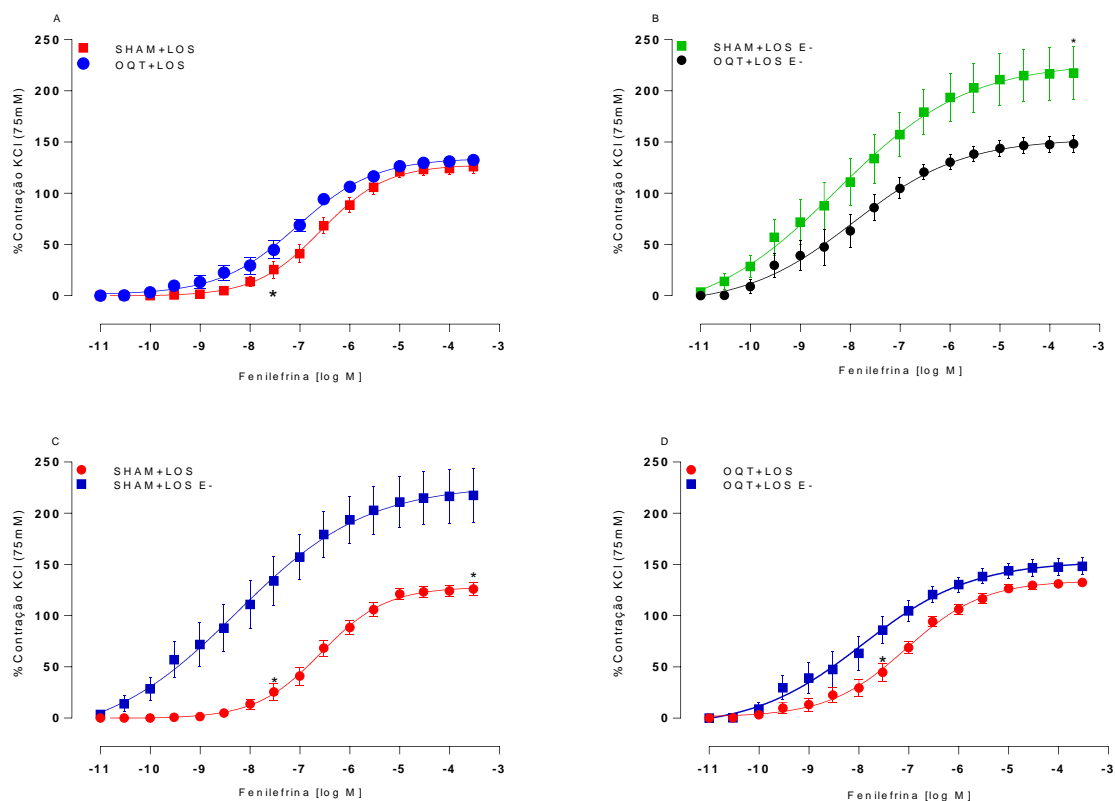 A
250
200
150
100
50
0
%Contração KCl (75mM)
SHAM+LOS
OQT+LOS
*
-11 -10 -9 -8 -7 -6 -5 -4 -3
Fenilefrina [log M]
B
250
200
150
100
50
0
%Contração KCl (75mM)
SHAM+LOS E-
OQT+LOS E-
*
-11 -10 -9 -8 -7 -6 -5 -4 -3
Fenilefrina [log M]
C
250
200
150
100
50
0
%Contração KCl (75mM)
SHAM+LOS
SHAM+LOS E-
*
*
-11 -10 -9 -8 -7 -6 -5 -4 -3
Fenilefrina [log M]
D
250
200
150
100
50
0
%Contração KCl (75mM)
OQT+LOS
OQT+LOS E-
*
-11 -10 -9 -8 -7 -6 -5 -4 -3
Fenilefrina [log M]